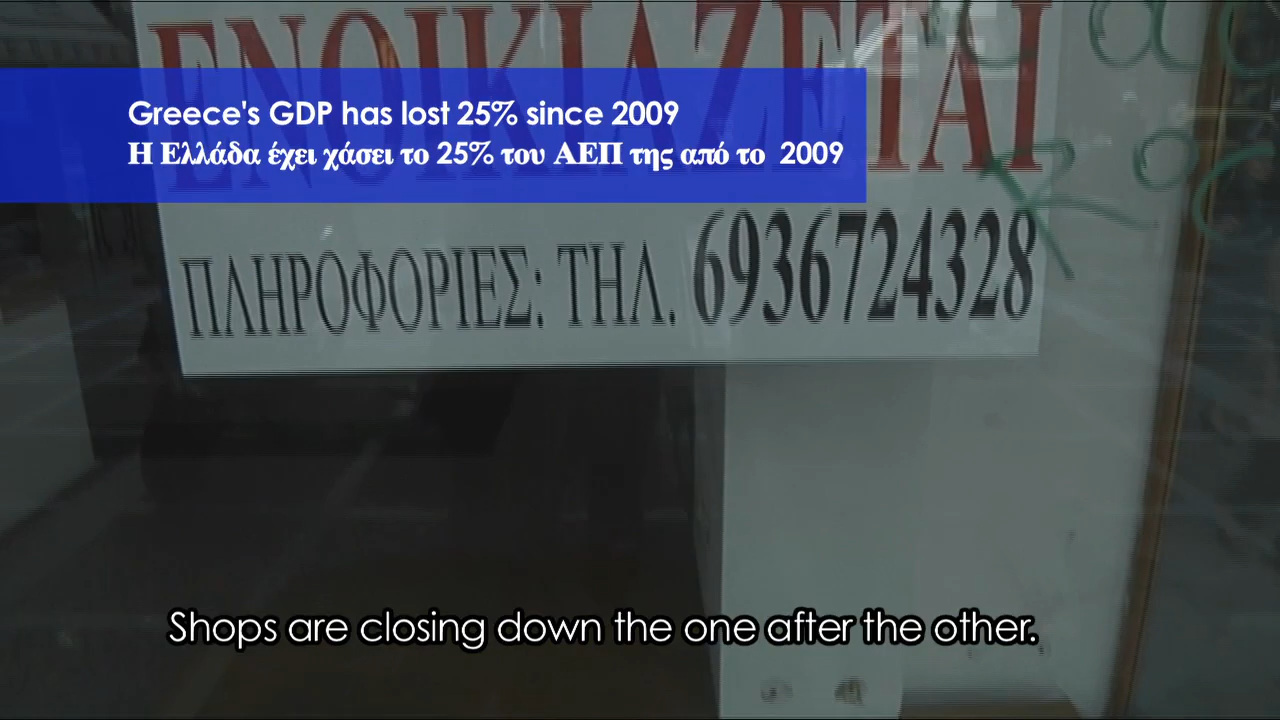 ΕΝΟΙΚΙΑΖΕΤΑΙ
Greece's GDP has lost 25% since 2009
Η Ελλάδα έχει χάσει το 25% του ΑΕΠ της από το 2009
ΠΛΗΡΟΦΟΡΙΕΣ: ΤΗΛ. 6936724328
Shops are closing down the one after the other.